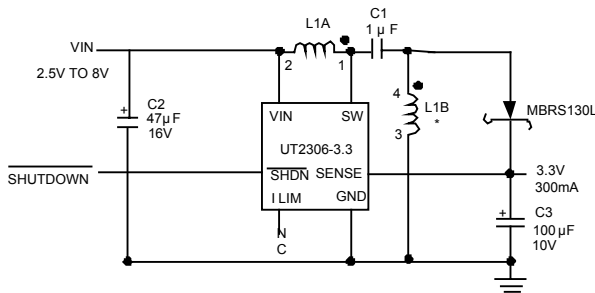 C1
1 µ F
L1A
VIN
2.5V TO 8V
2
1
4
L1B
*
3
MBRS130L
C2
47µF
16V
+
VIN
SW
UT2306-3.3
SHDN
SENSE
I LIM
GND
SHUTDOWN
3.3V
300mA
N
C
+
C3
100 µF
10V